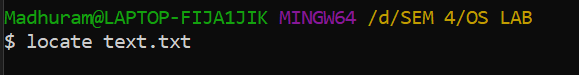 Madhuram@LAPTOP-FIJA1JIK MINGW64 /d/SEM 4/OS LAB
$ locate text.txt